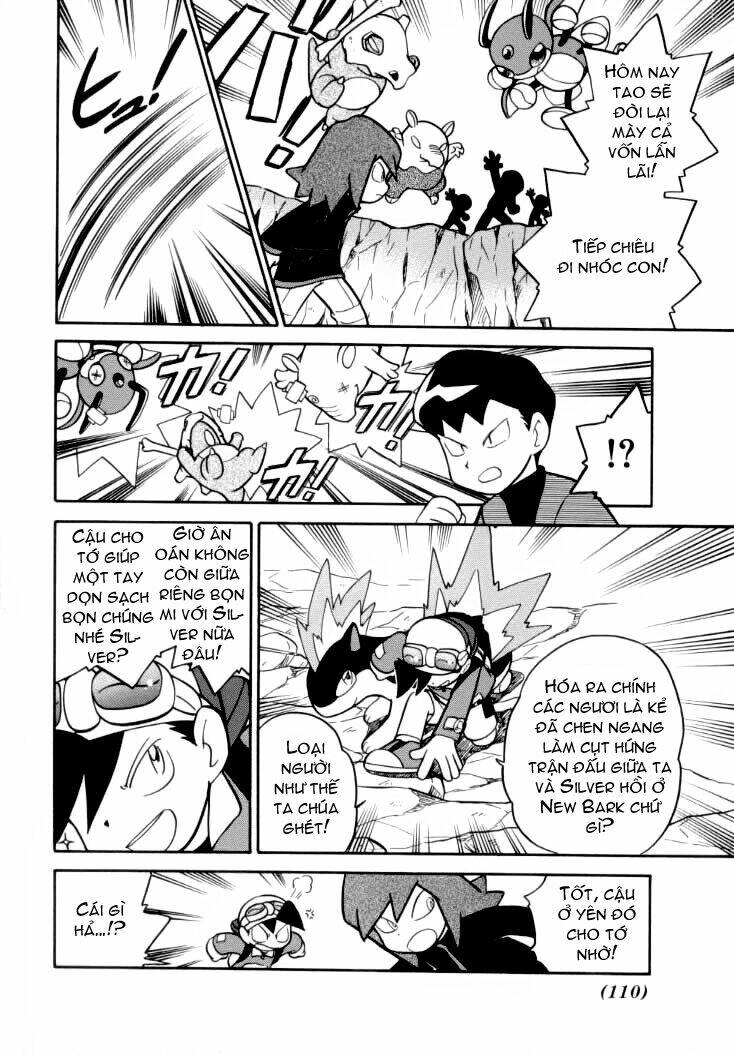 HÔM NAY
TAO SẼ
ĐÒI LẠI
MÀY CẢ
VỐN LẪN
LÃI!
TIẾP CHIÊU
ĐI NHÓC CON!
ヒュ!
!!
!?
カ!
カ!
カ!
HÓA RA CHÍNH
CÁC NGƯƠI LÀ KẺ
ĐÃ CHEN NGANG
LÀM CỤT HỨNG
TRẬN ĐẤU GIỮA TA
VÀ SILVER HỒI Ở
NEW BARK CHỨ
GÌ?
LOẠI
NGƯỜI
NHƯ THẾ
TA CHÚA
GHÉT!
GIỜ ÂN
OÁN KHÔNG
CÒN GIỮA
RIÊNG BỌN
MI VỚI SIL-
VER NỮA
ĐÂU!
CẬU CHO
TỚ GIÚP
MỘT TAY
DỌN SẠCH
BỌN CHÚNG
NHÉ SIL-
VER?
TỐT, CẬU
Ở YÊN ĐÓ
CHO TỚ
NHỜ!
CÁI GÌ
HẢ...!?
(110)